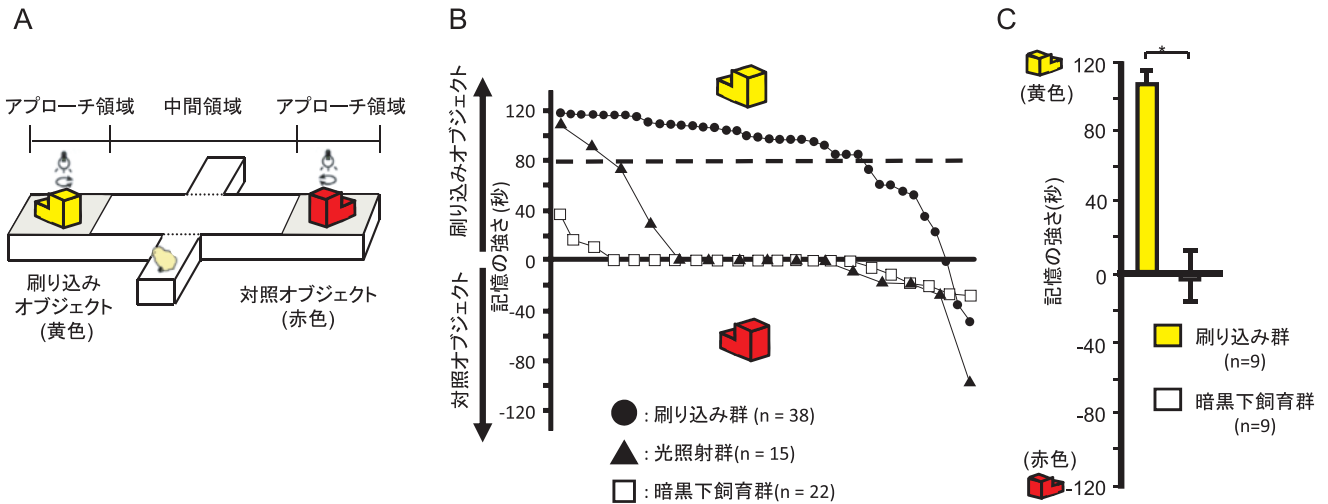 A
アプローチ領域
中間領域
アプローチ領域
刷り込み
オブジェクト
(黄色)
対照オブジェクト
(赤色)
B
刷り込みオブジェクト
対照オブジェクト
記憶の強さ(秒)
120
80
40
0
-40
-80
-120
: 刷り込み群 (n = 38)
: 光照射群(n = 15)
: 暗黒下飼育群(n = 22)
C
(黄色)
記憶の強さ(秒)
120
80
40
0
-40
-80
-120
*
刷り込み群
(n=9)
暗黒下飼育群
(n=9)
(赤色)